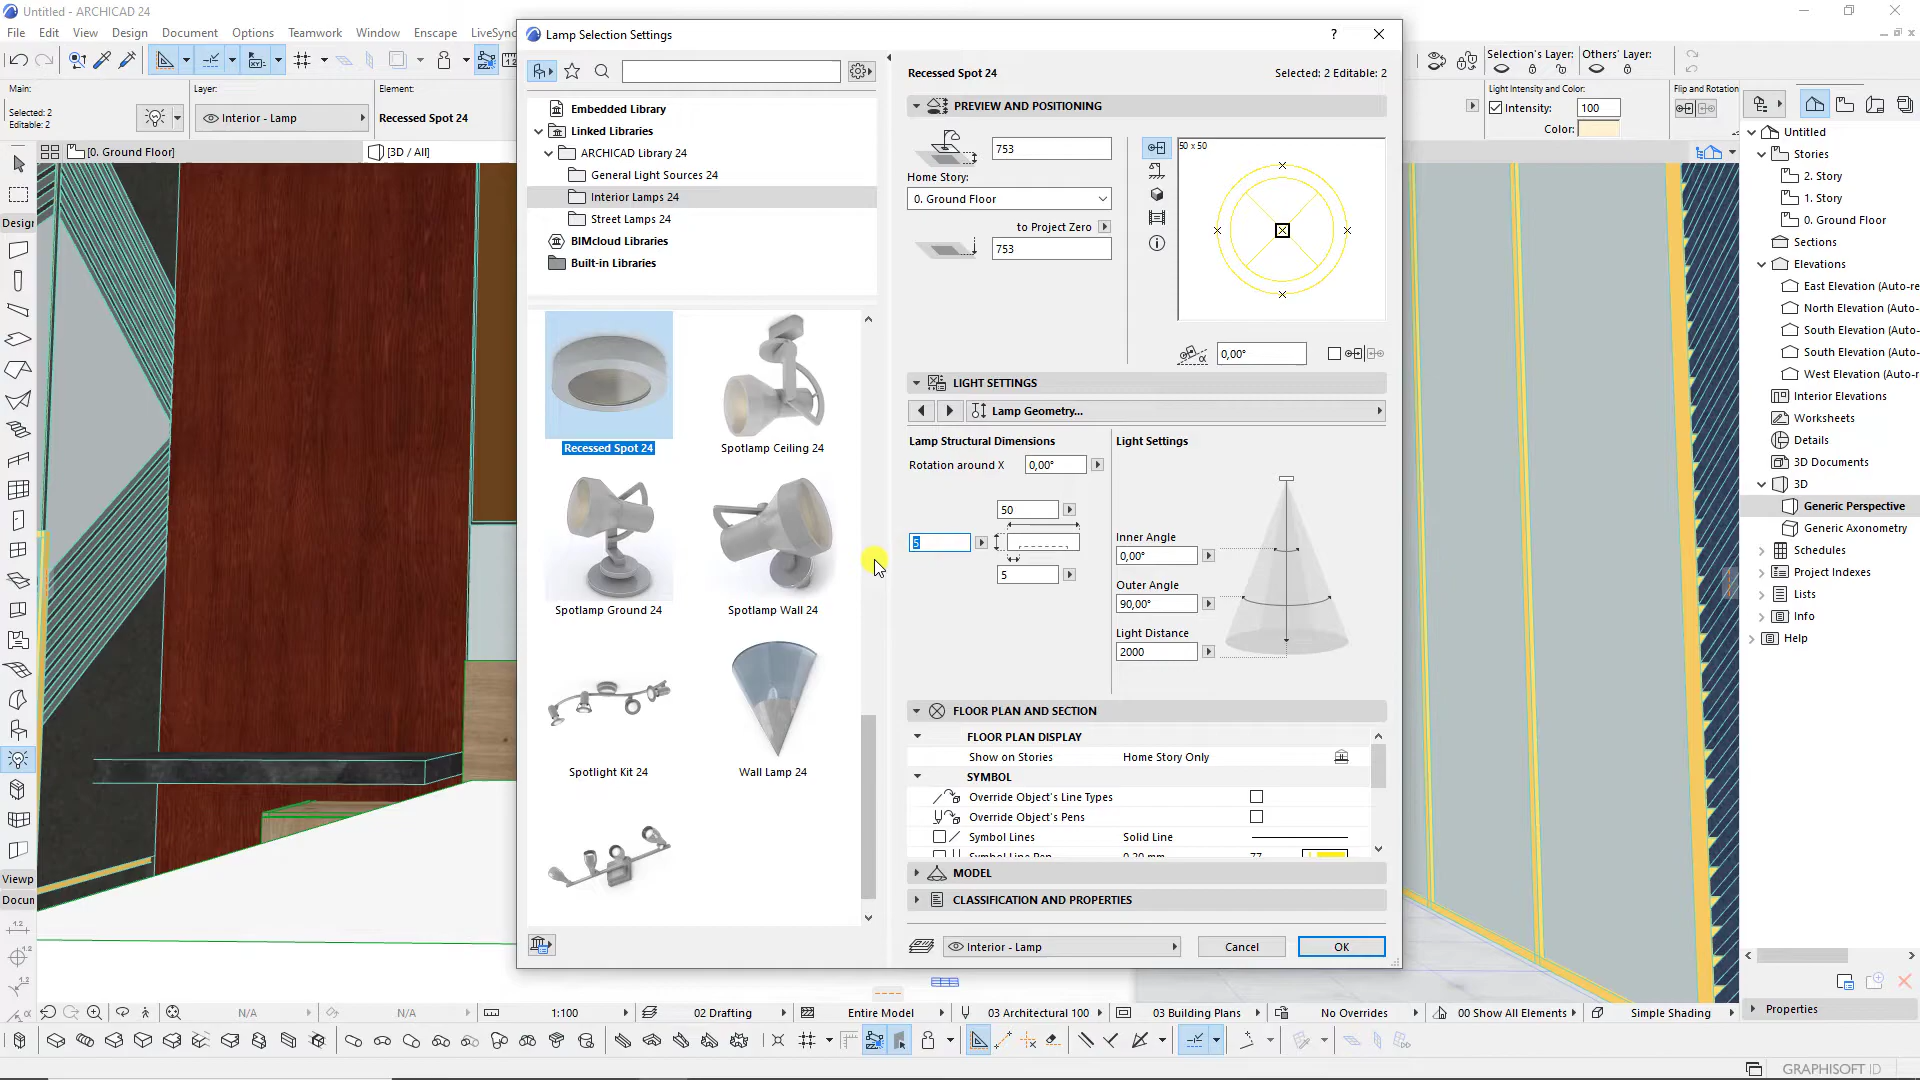 Untitled - ARCHICAD 24
File Edit View Design Document Options Teamwork Window Enscape LiveSync
Main:
Selected: 2
Editable: 2
Layer:
Interior - Lamp
Element:
Recessed Spot 24
[0. Ground Floor]
[3D / All]
Design
Viewp
Docum
Lamp Selection Settings
?
Embedded Library
Linked Libraries
ARCHICAD Library 24
General Light Sources 24
Interior Lamps 24
Street Lamps 24
BIMcloud Libraries
Built-in Libraries
Recessed Spot 24
Spotlamp Ceiling 24
Spotlamp Ground 24
Spotlamp Wall 24
Spotlight Kit 24
Wall Lamp 24
Recessed Spot 24
Selected: 2 Editable: 2
PREVIEW AND POSITIONING
753
Home Story:
0. Ground Floor
to Project Zero
753
50 x 50
0,00°
LIGHT SETTINGS
Lamp Geometry...
Lamp Structural Dimensions
Rotation around X
0,00°
50
5
5
Light Settings
Inner Angle
0,00°
Outer Angle
90,00°
Light Distance
2000
FLOOR PLAN AND SECTION
FLOOR PLAN DISPLAY
Show on Stories Home Story Only
SYMBOL
Override Object's Line Types
Override Object's Pens
Symbol Lines Solid Line
Symbol Line Pen 0.20 mm 77
MODEL
CLASSIFICATION AND PROPERTIES
Interior - Lamp
Cancel
OK
Selection's Layer:
Others' Layer:
Light Intensity and Color:
Intensity:
100
Color:
Flip and Rotation
Untitled
Stories
2. Story
1. Story
0. Ground Floor
Sections
Elevations
East Elevation (Auto-re
North Elevation (Auto-
South Elevation (Auto-
South Elevation (Auto-
West Elevation (Auto-r
Interior Elevations
Worksheets
Details
3D Documents
3D
Generic Perspective
Generic Axonometry
Schedules
Project Indexes
Lists
Info
Help
Properties
N/A
N/A
1:100
02 Drafting
Entire Model
03 Architectural 100
03 Building Plans
No Overrides
00 Show All Elements
Simple Shading
GRAPHISOFT ID